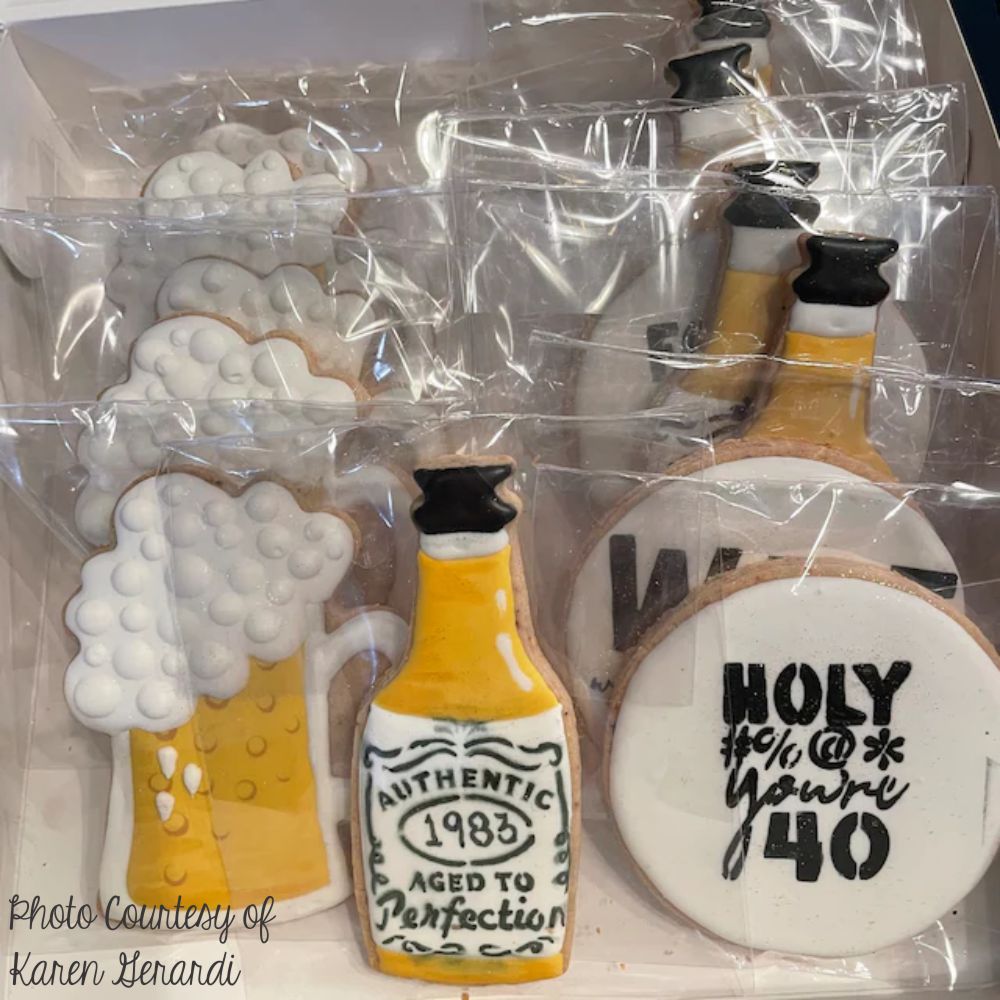 AUTHENTIC
1983
AGED TO
Perfection
HOLY
#%@*
You're
40
Photo Courtesy of
Karen Gerardi